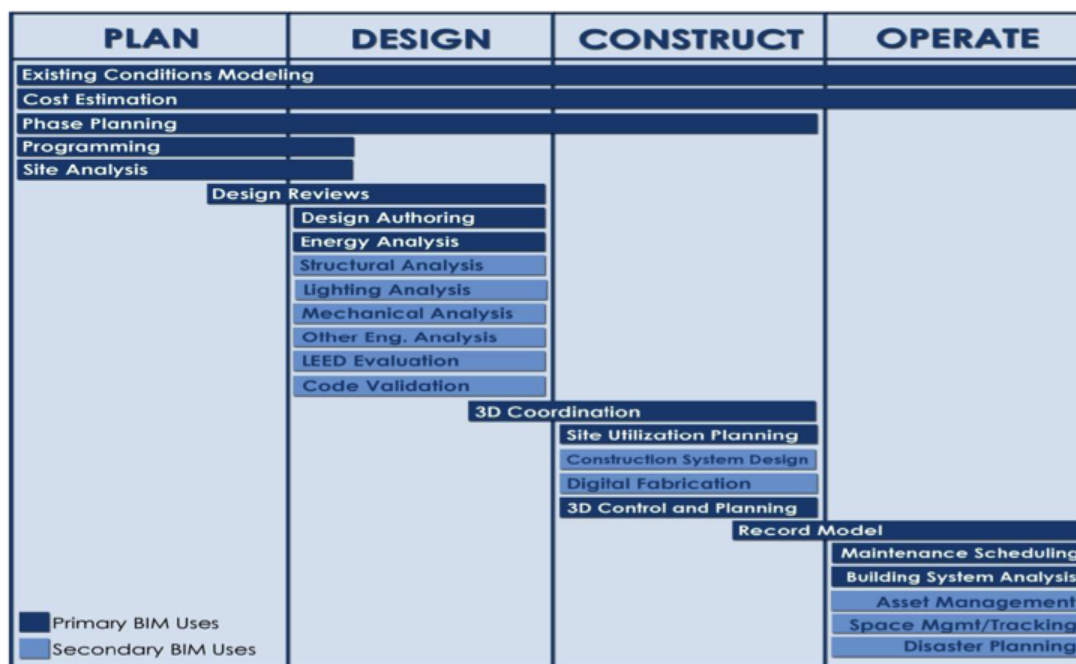 PLAN DESIGN CONSTRUCT OPERATE
Existing Conditions Modeling
Cost Estimation
Phase Planning
Programming
Site Analysis
Design Reviews
Design Authoring
Energy Analysis
Structural Analysis
Lighting Analysis
Mechanical Analysis
Other Eng. Analysis
LEED Evaluation
Code Validation
3D Coordination
Site Utilization Planning
Construction System Design
Digital Fabrication
3D Control and Planning
Record Model
Maintenance Scheduling
Building System Analysis
Asset Management
Space Mgmt/Tracking
Disaster Planning
Primary BIM Uses
Secondary BIM Uses